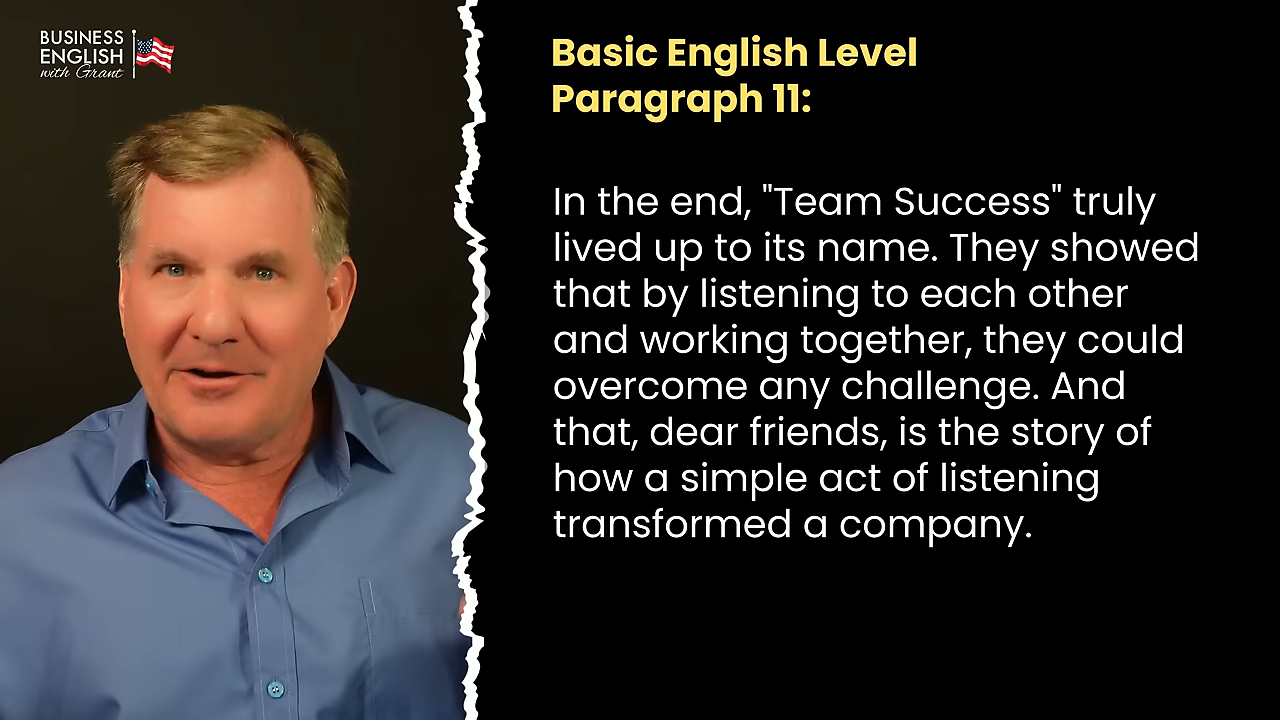 BUSINESS
ENGLISH
with Grant
Basic English Level
Paragraph 11:
In the end, "Team Success" truly
lived up to its name. They showed
that by listening to each other
and working together, they could
overcome any challenge. And
that, dear friends, is the story of
how a simple act of listening
transformed a company.